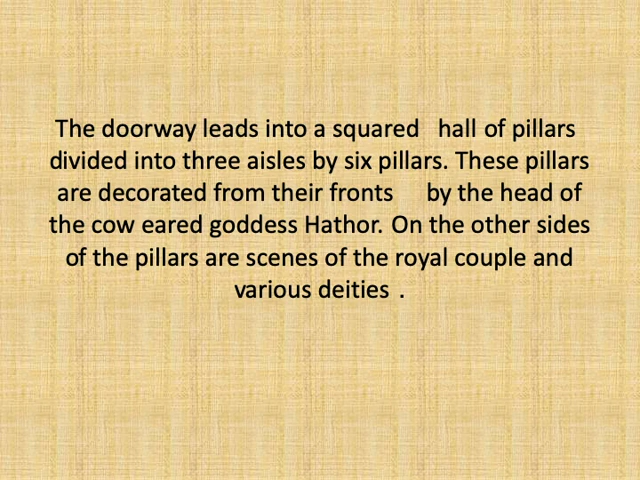 The doorway leads into a squared   hall of pillars
divided into three aisles by six pillars. These pillars
are decorated from their fronts     by the head of
the cow eared goddess Hathor. On the other sides
of the pillars are scenes of the royal couple and
various deities  .